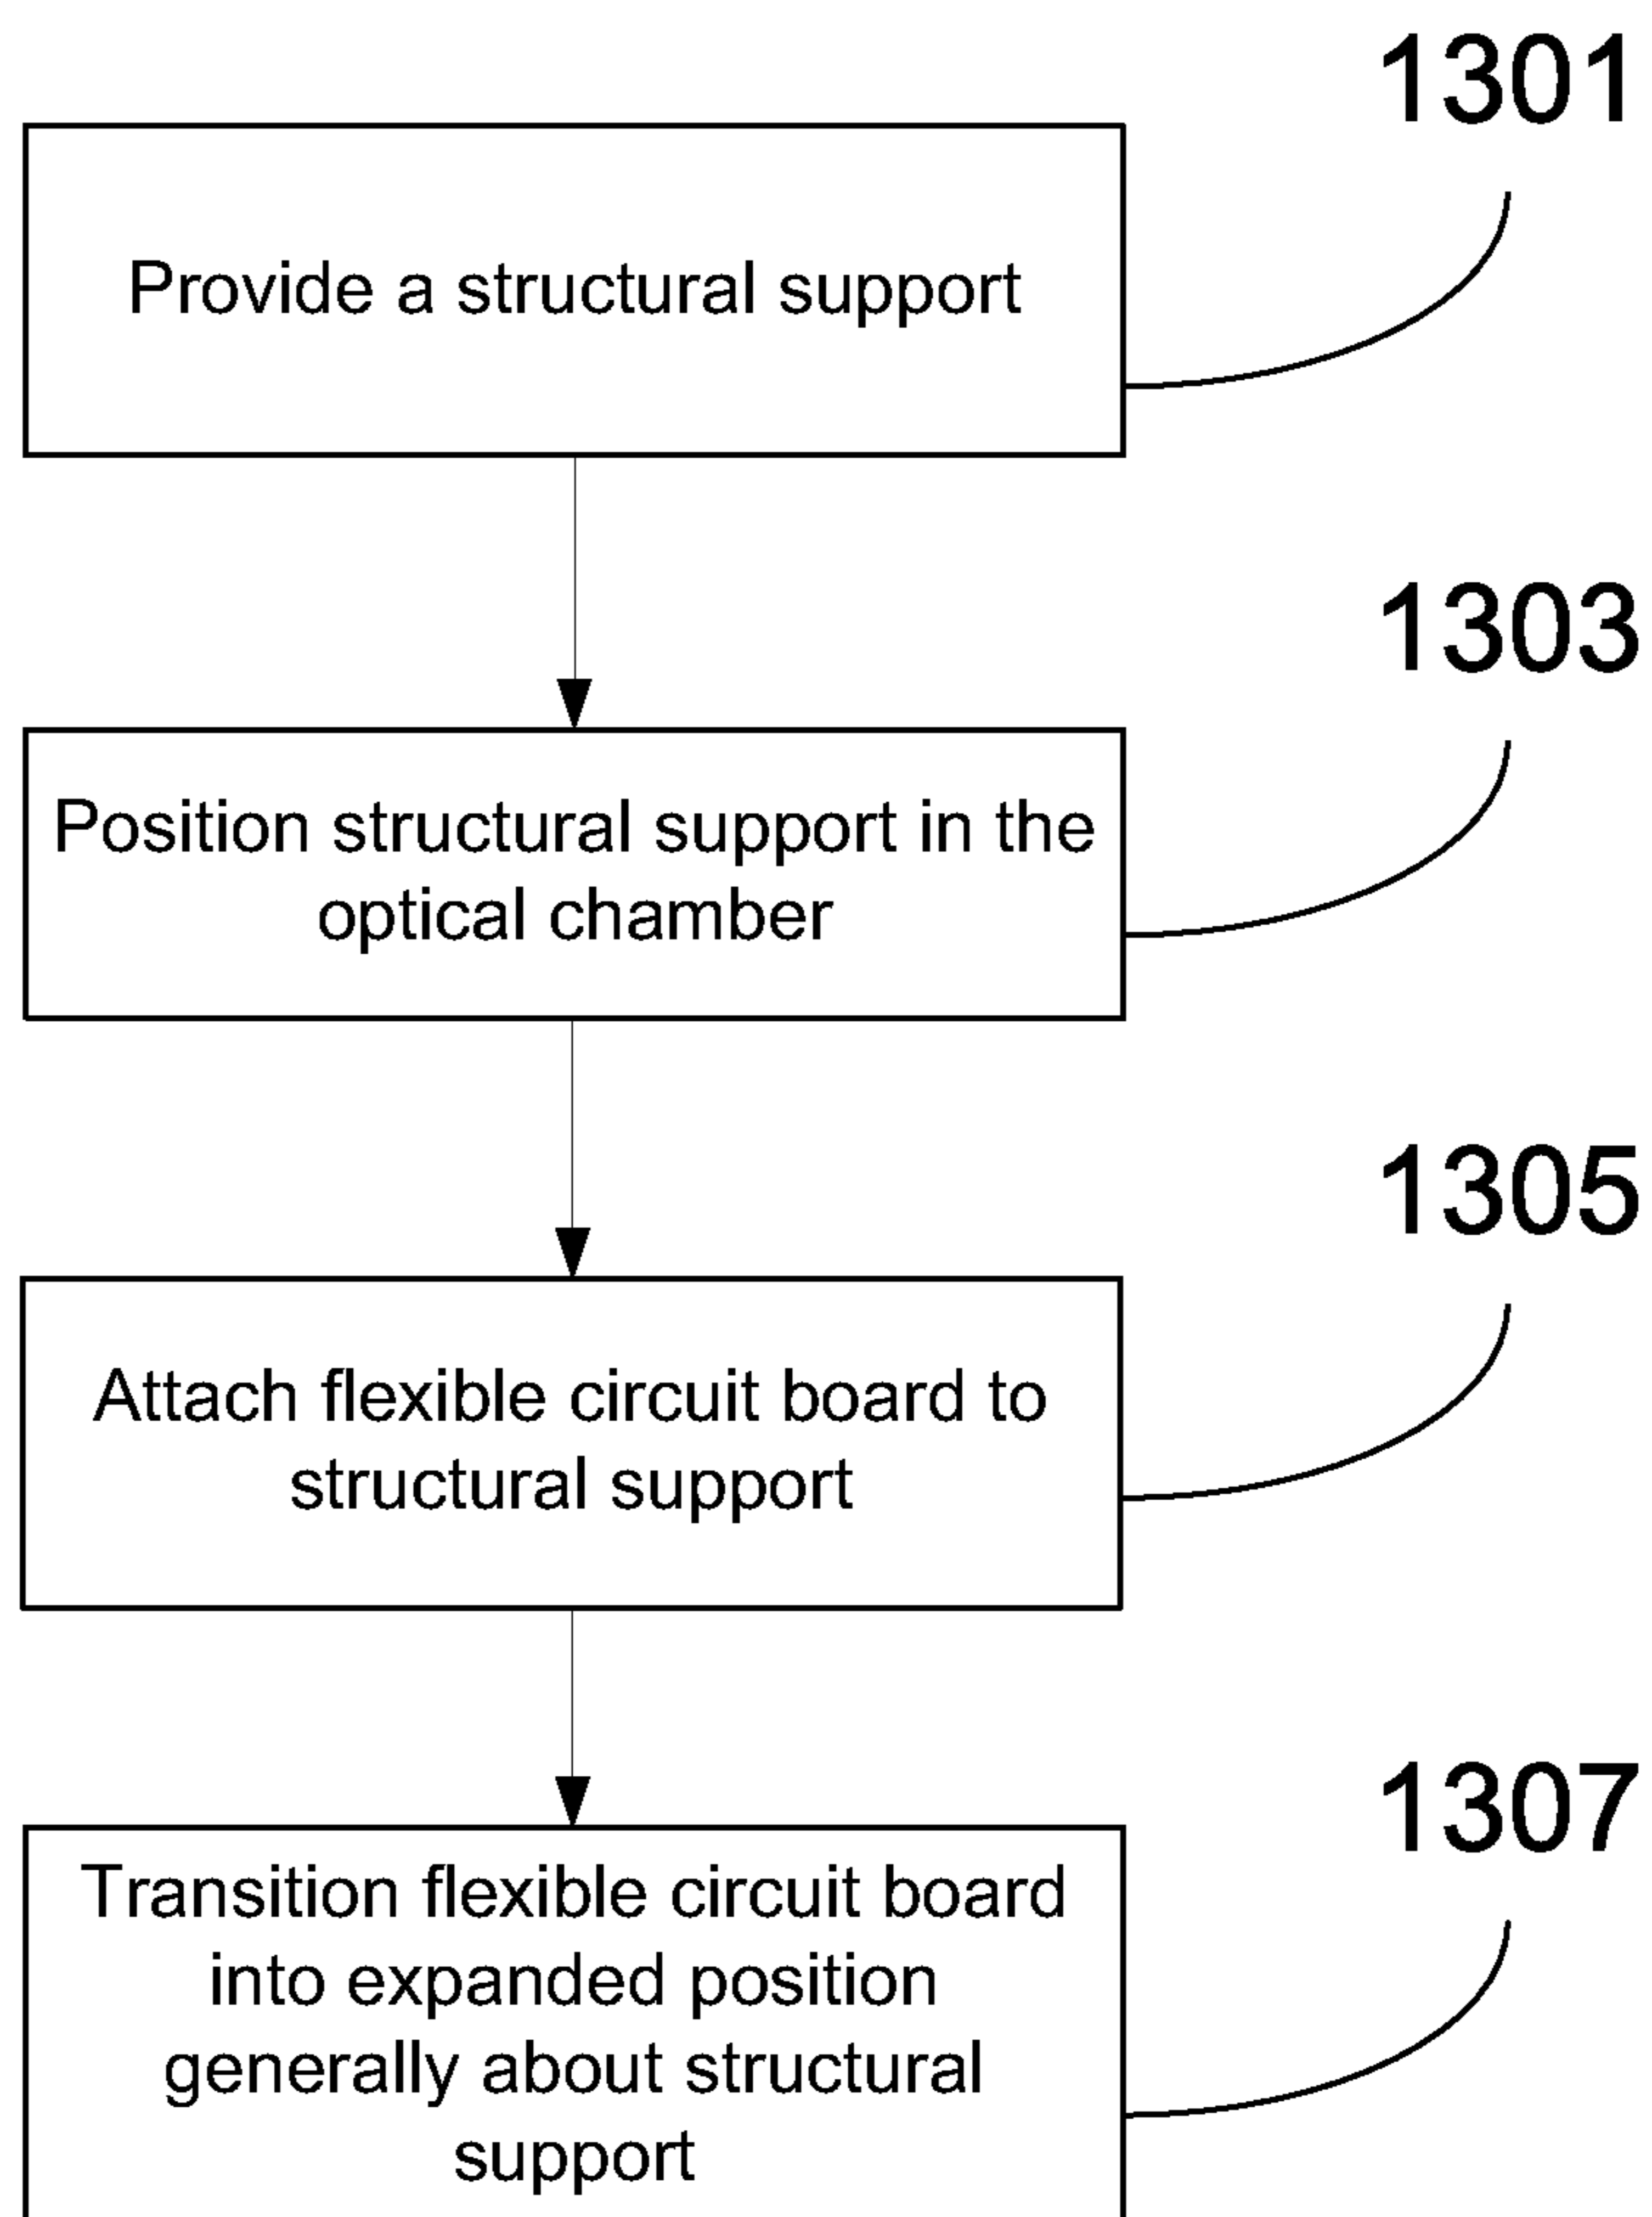 1301
Provide a structural support
1303
Position structural support in the
optical chamber
1305
Attach flexible circuit board to
structural support
1307
Transition flexible circuit board
into expanded position
generally about structural
support